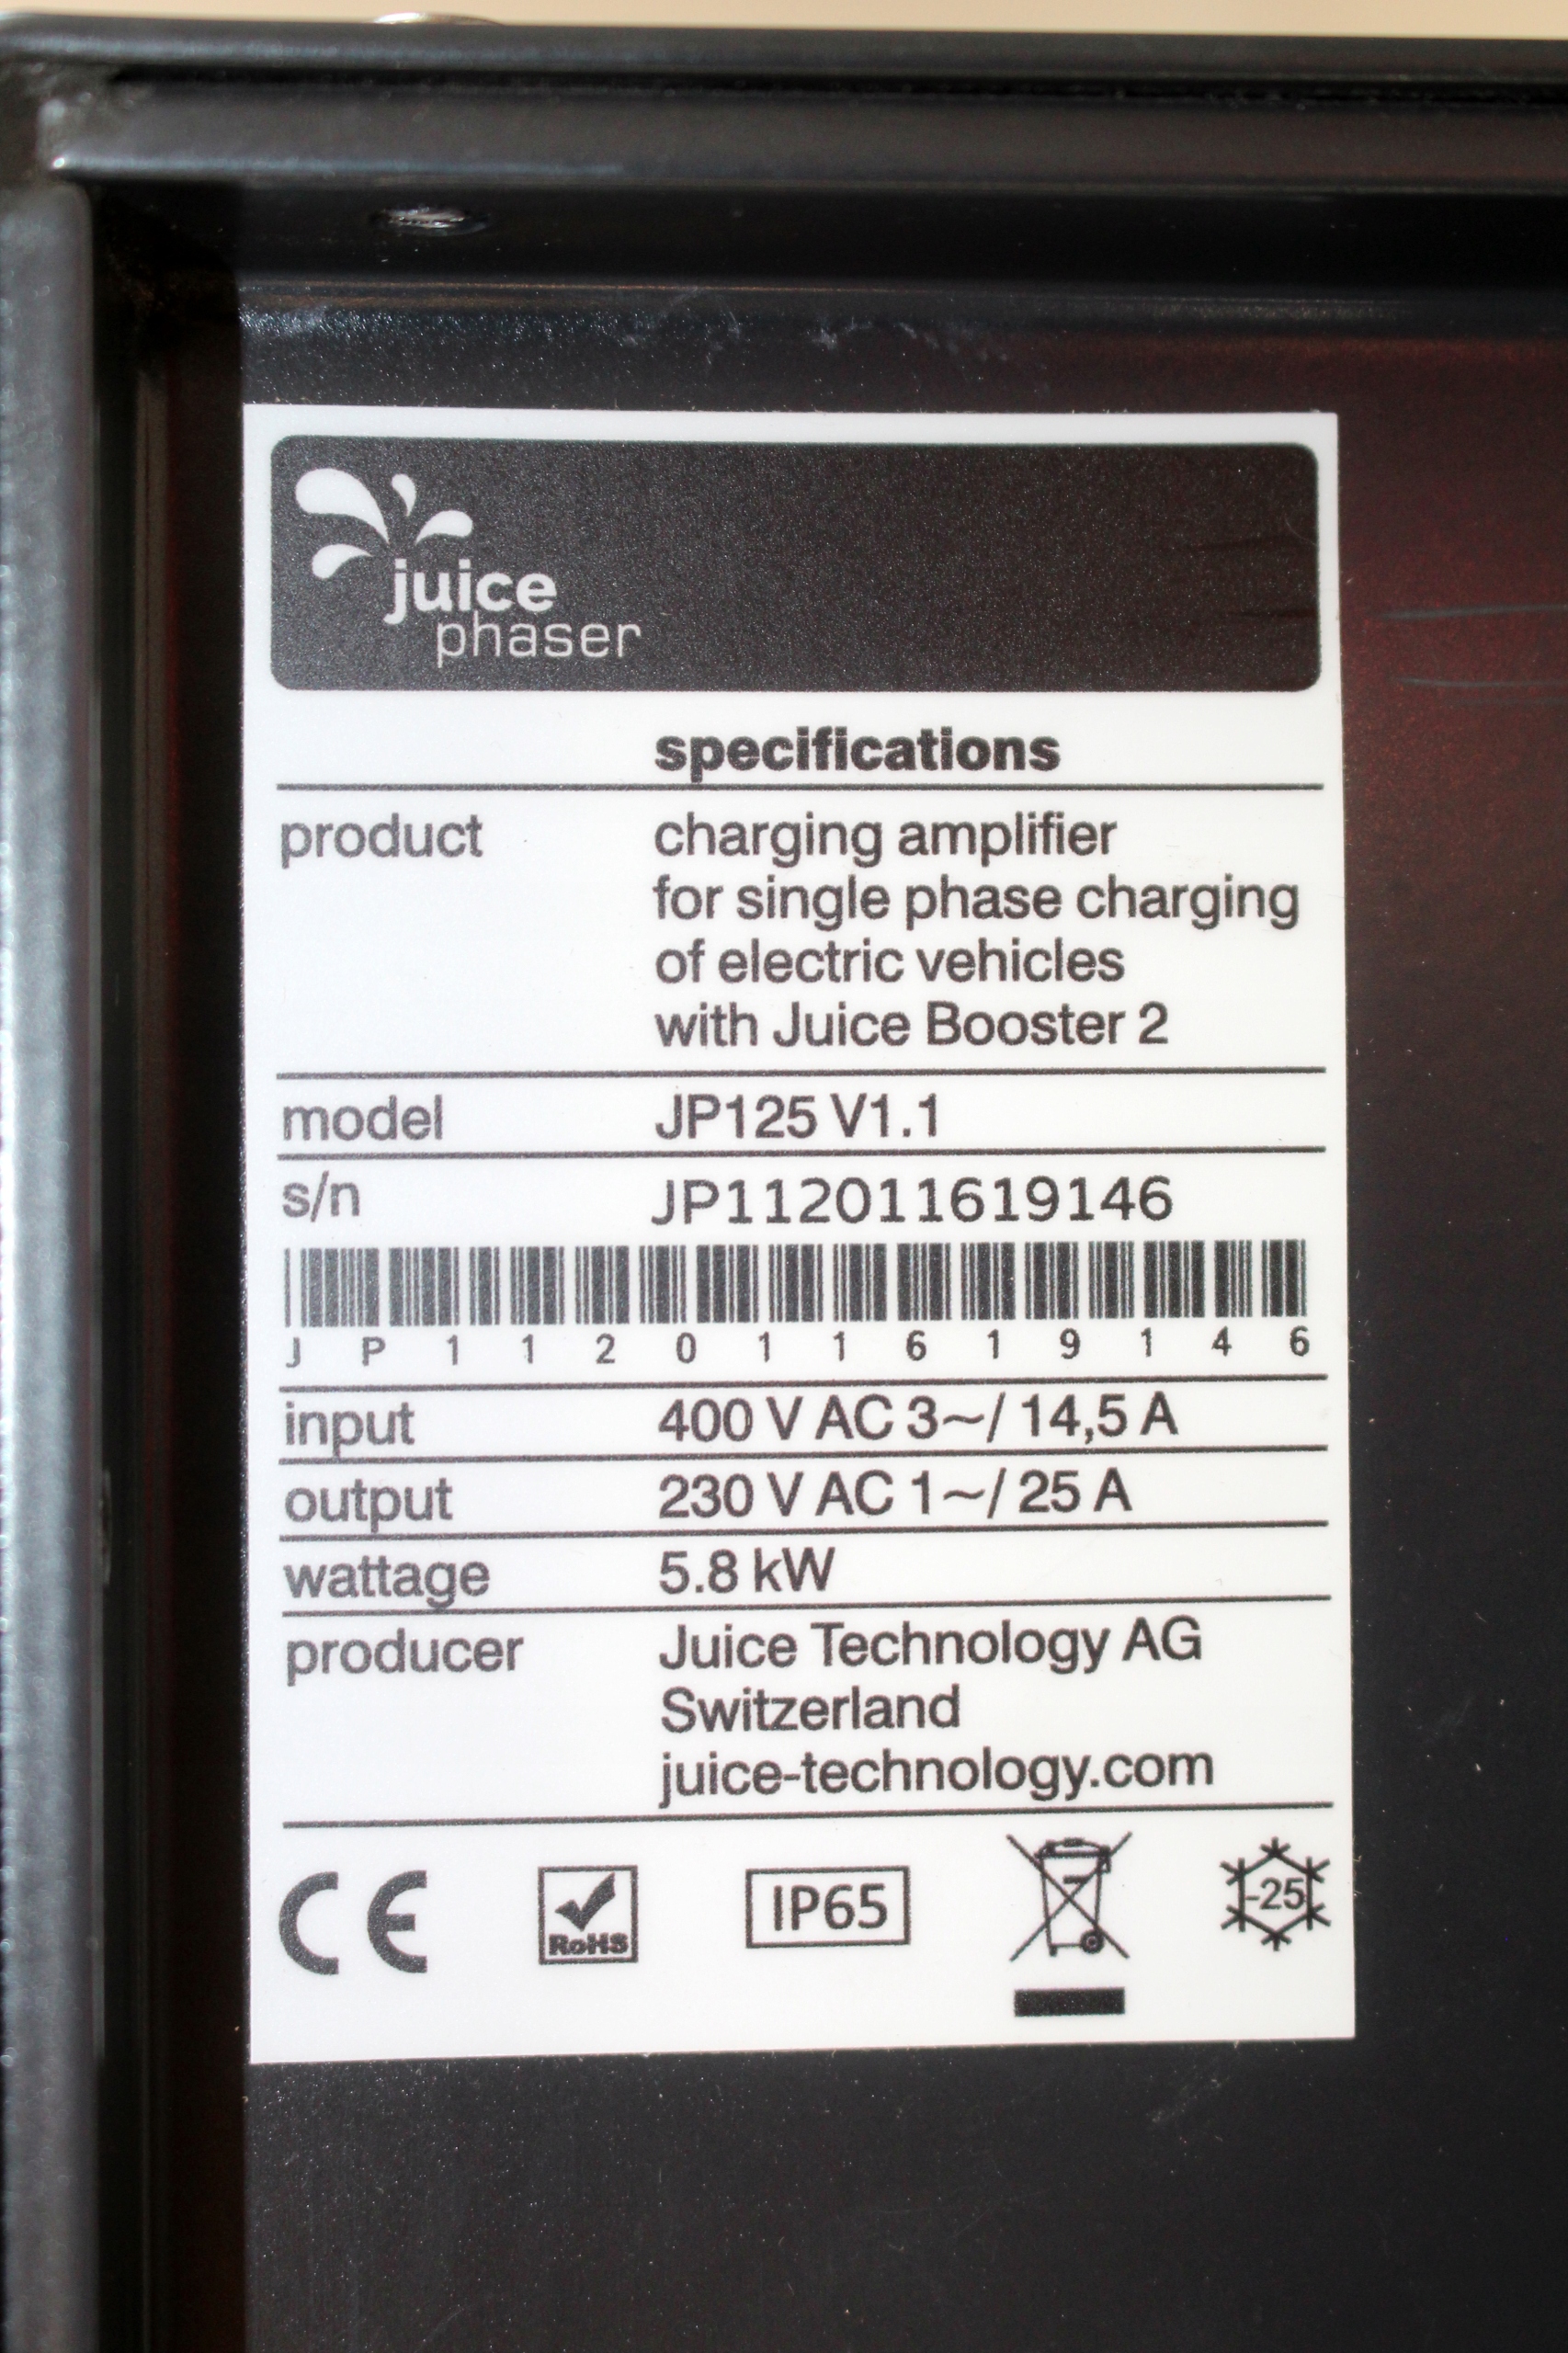 juice
phaser
specifications
product charging amplifier
for single phase charging
of electric vehicles
with Juice Booster 2
model JP125 V1.1
s/n JP112011619146
J P 1 1 2 0 1 1 6 1 9 1 4 6
input 400 V AC 3~/ 14,5 A
output 230 V AC 1~/ 25 A
wattage 5.8 kW
producer Juice Technology AG
Switzerland
juice-technology.com
CE RoHS IP65 -25